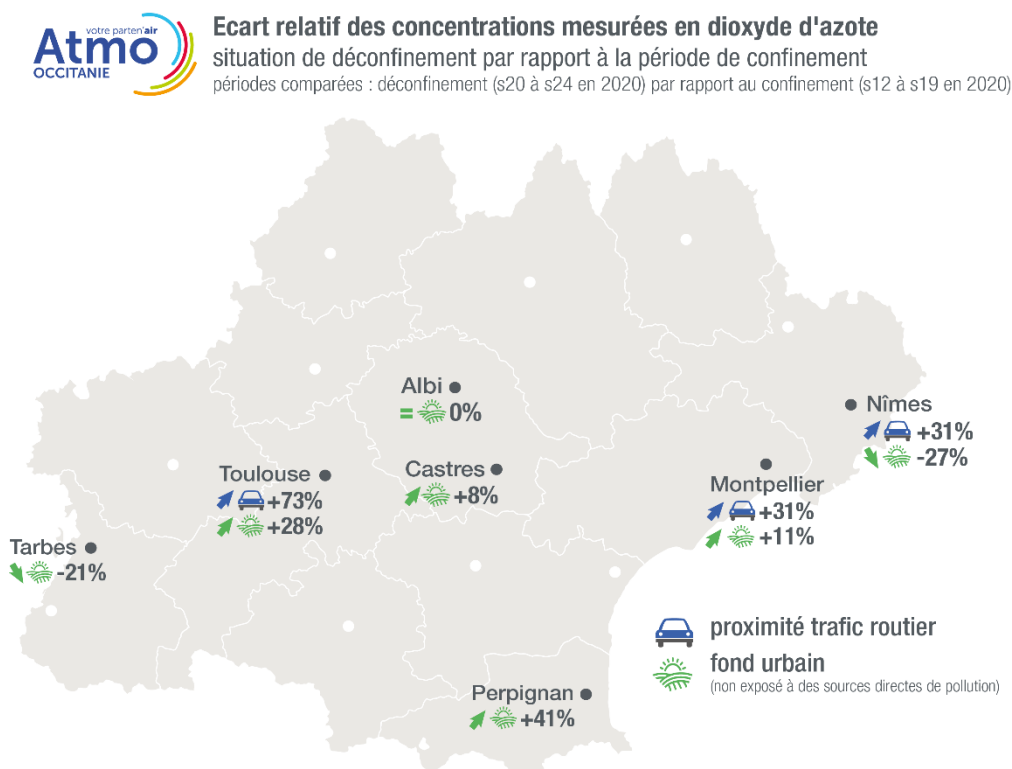 votre parten'air
Atmo
OCCITANIE
Ecart relatif des concentrations mesurées en dioxyde d'azote
situation de déconfinement par rapport à la période de confinement
périodes comparées : déconfinement (s20 à s24 en 2020) par rapport au confinement (s12 à s19 en 2020)
Albi
= 0%
Nîmes
+31%
-27%
Toulouse
+73%
+28%
Castres
+8%
Montpellier
+31%
+11%
Tarbes
-21%
proximité trafic routier
fond urbain
(non exposé à des sources directes de pollution)
Perpignan
+41%